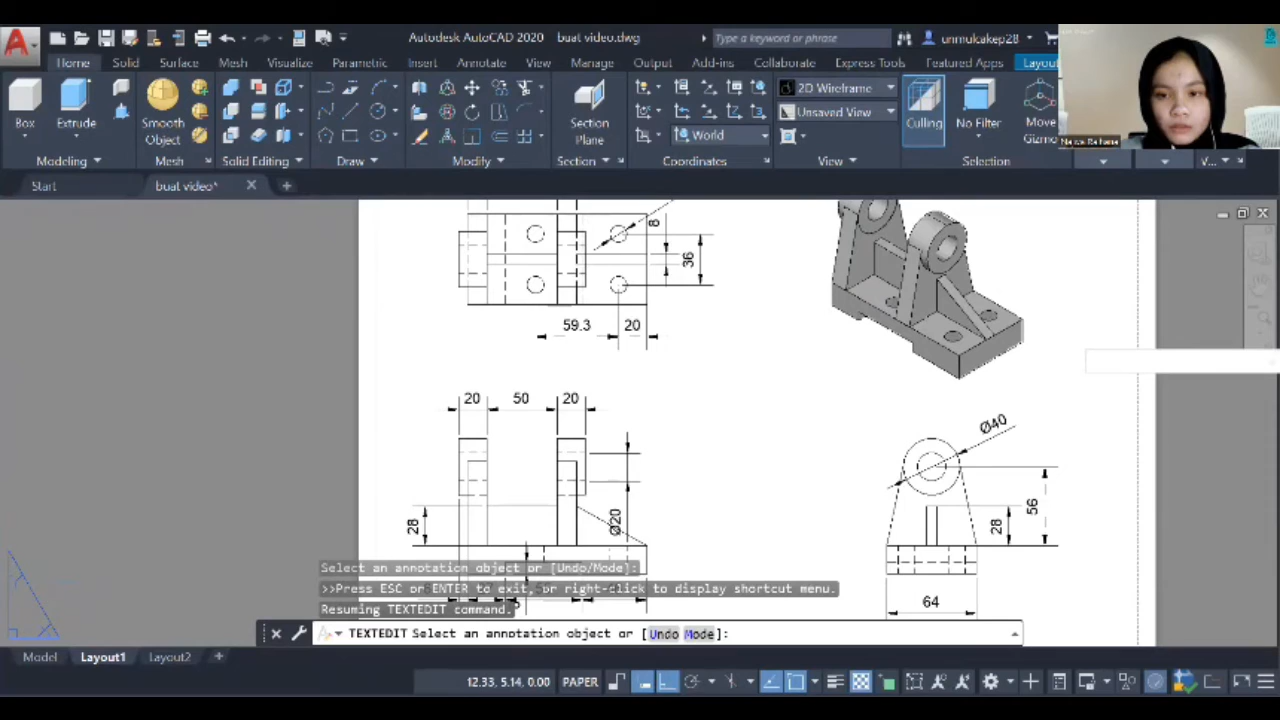 Autodesk AutoCAD 2020 buat video.dwg
Type a keyword or phrase
unmulcakep28
Home Solid Surface Mesh Visualize Parametric Insert Annotate View Manage Output Add-ins Collaborate Express Tools Featured Apps Layout
2D Wireframe
Unsaved View
World
Box Extrude Smooth Object Section Plane Culling No Filter Move Gizmo
Modeling Mesh Solid Editing Draw Modify Section Coordinates View Selection V...
Start buat video*
8
36
59.3 20
20 50 20
28
Ø20
Ø40
56
28
64
Select an annotation object or [Undo/Mode]:
>>Press ESC or ENTER to exit, or right-click to display shortcut menu.
Resuming TEXTEDIT command.
TEXTEDIT Select an annotation object or [Undo Mode]:
Model Layout1 Layout2
12.33, 5.14, 0.00 PAPER